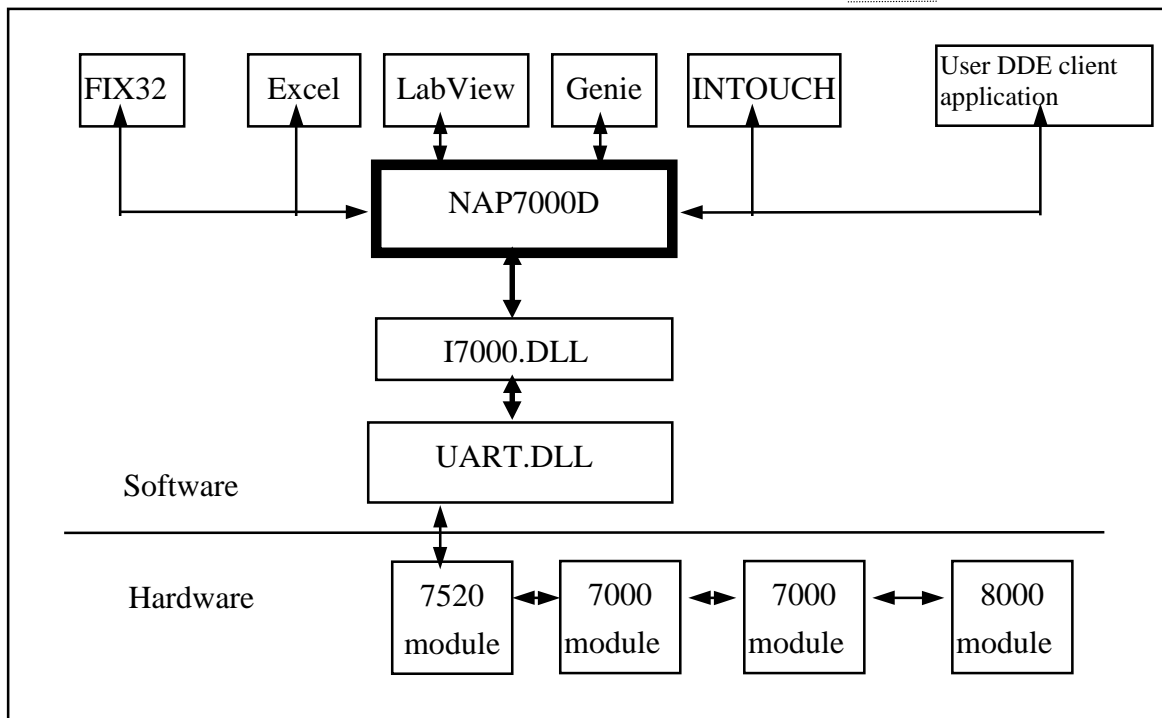 FIX32
Excel
LabView
Genie
INTOUCH
User DDE client
application
NAP7000D
I7000.DLL
UART.DLL
Software
Hardware
7520
module
7000
module
7000
module
8000
module